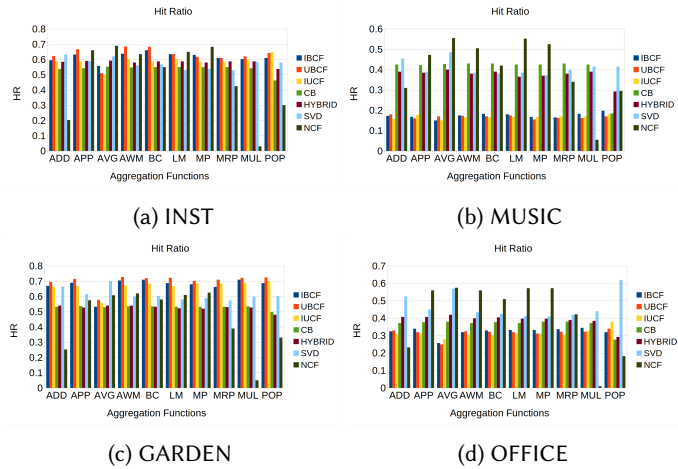 Hit Ratio
0.8
0.7
0.6
0.5
0.4
0.3
0.2
0.1
0
HR
ADD APP AVG AWM BC LM MP MRP MUL POP
Aggregation Functions
IBCF
UBCF
IUCF
CB
HYBRID
SVD
NCF
(a) INST
Hit Ratio
0.6
0.5
0.4
0.3
0.2
0.1
0
HR
ADD APP AVG AWM BC LM MP MRP MUL POP
Aggregation Functions
IBCF
UBCF
IUCF
CB
HYBRID
SVD
NCF
(b) MUSIC
Hit Ratio
0.8
0.7
0.6
0.5
0.4
0.3
0.2
0.1
0
HR
ADD APP AVG AWM BC LM MP MRP MUL POP
Aggregation Functions
IBCF
UBCF
IUCF
CB
HYBRID
SVD
NCF
(c) GARDEN
Hit Ratio
0.7
0.6
0.5
0.4
0.3
0.2
0.1
0
HR
ADD APP AVG AWM BC LM MP MRP MUL POP
Aggregation Functions
IBCF
UBCF
IUCF
CB
HYBRID
SVD
NCF
(d) OFFICE